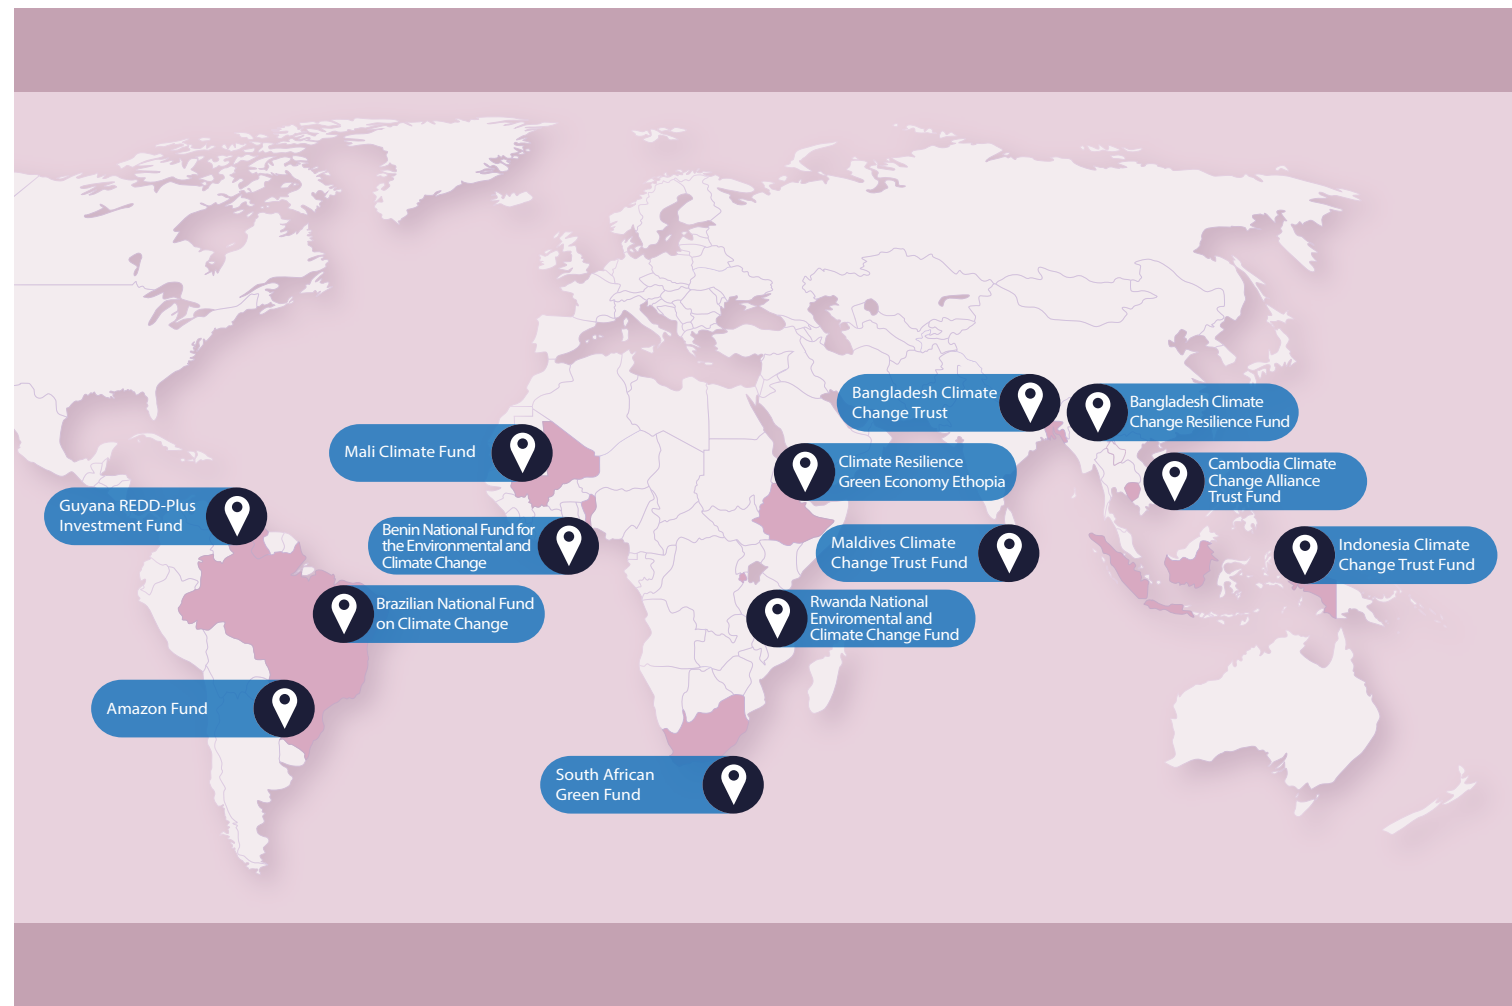 Bangladesh Climate
Change Trust
Bangladesh Climate
Change Resilience Fund
Mali Climate Fund
Climate Resilience
Green Economy Ethopia
Cambodia Climate
Change Alliance
Trust Fund
Guyana REDD-Plus
Investment Fund
Benin National Fund for
the Environmental and
Climate Change
Maldives Climate
Change Trust Fund
Indonesia Climate
Change Trust Fund
Brazilian National Fund
on Climate Change
Rwanda National
Enviromental and
Climate Change Fund
Amazon Fund
South African
Green Fund